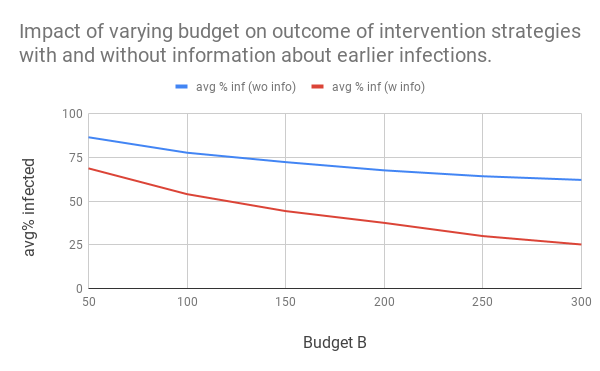 Impact of varying budget on outcome of intervention strategies
with and without information about earlier infections.
avg % inf (wo info) avg % inf (w info)
100
75
50
25
0
avg% infected
50 100 150 200 250 300
Budget B